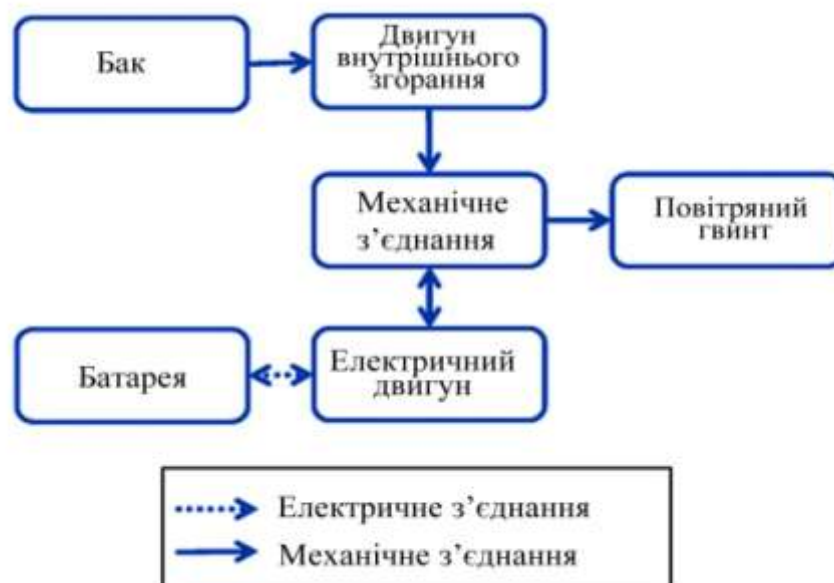 Бак
Двигун
внутрішнього
згорання
Механічне
з’єднання
Повітряний
гвинт
Батарея
Електричний
двигун
Електричне з’єднання
Механічне з’єднання